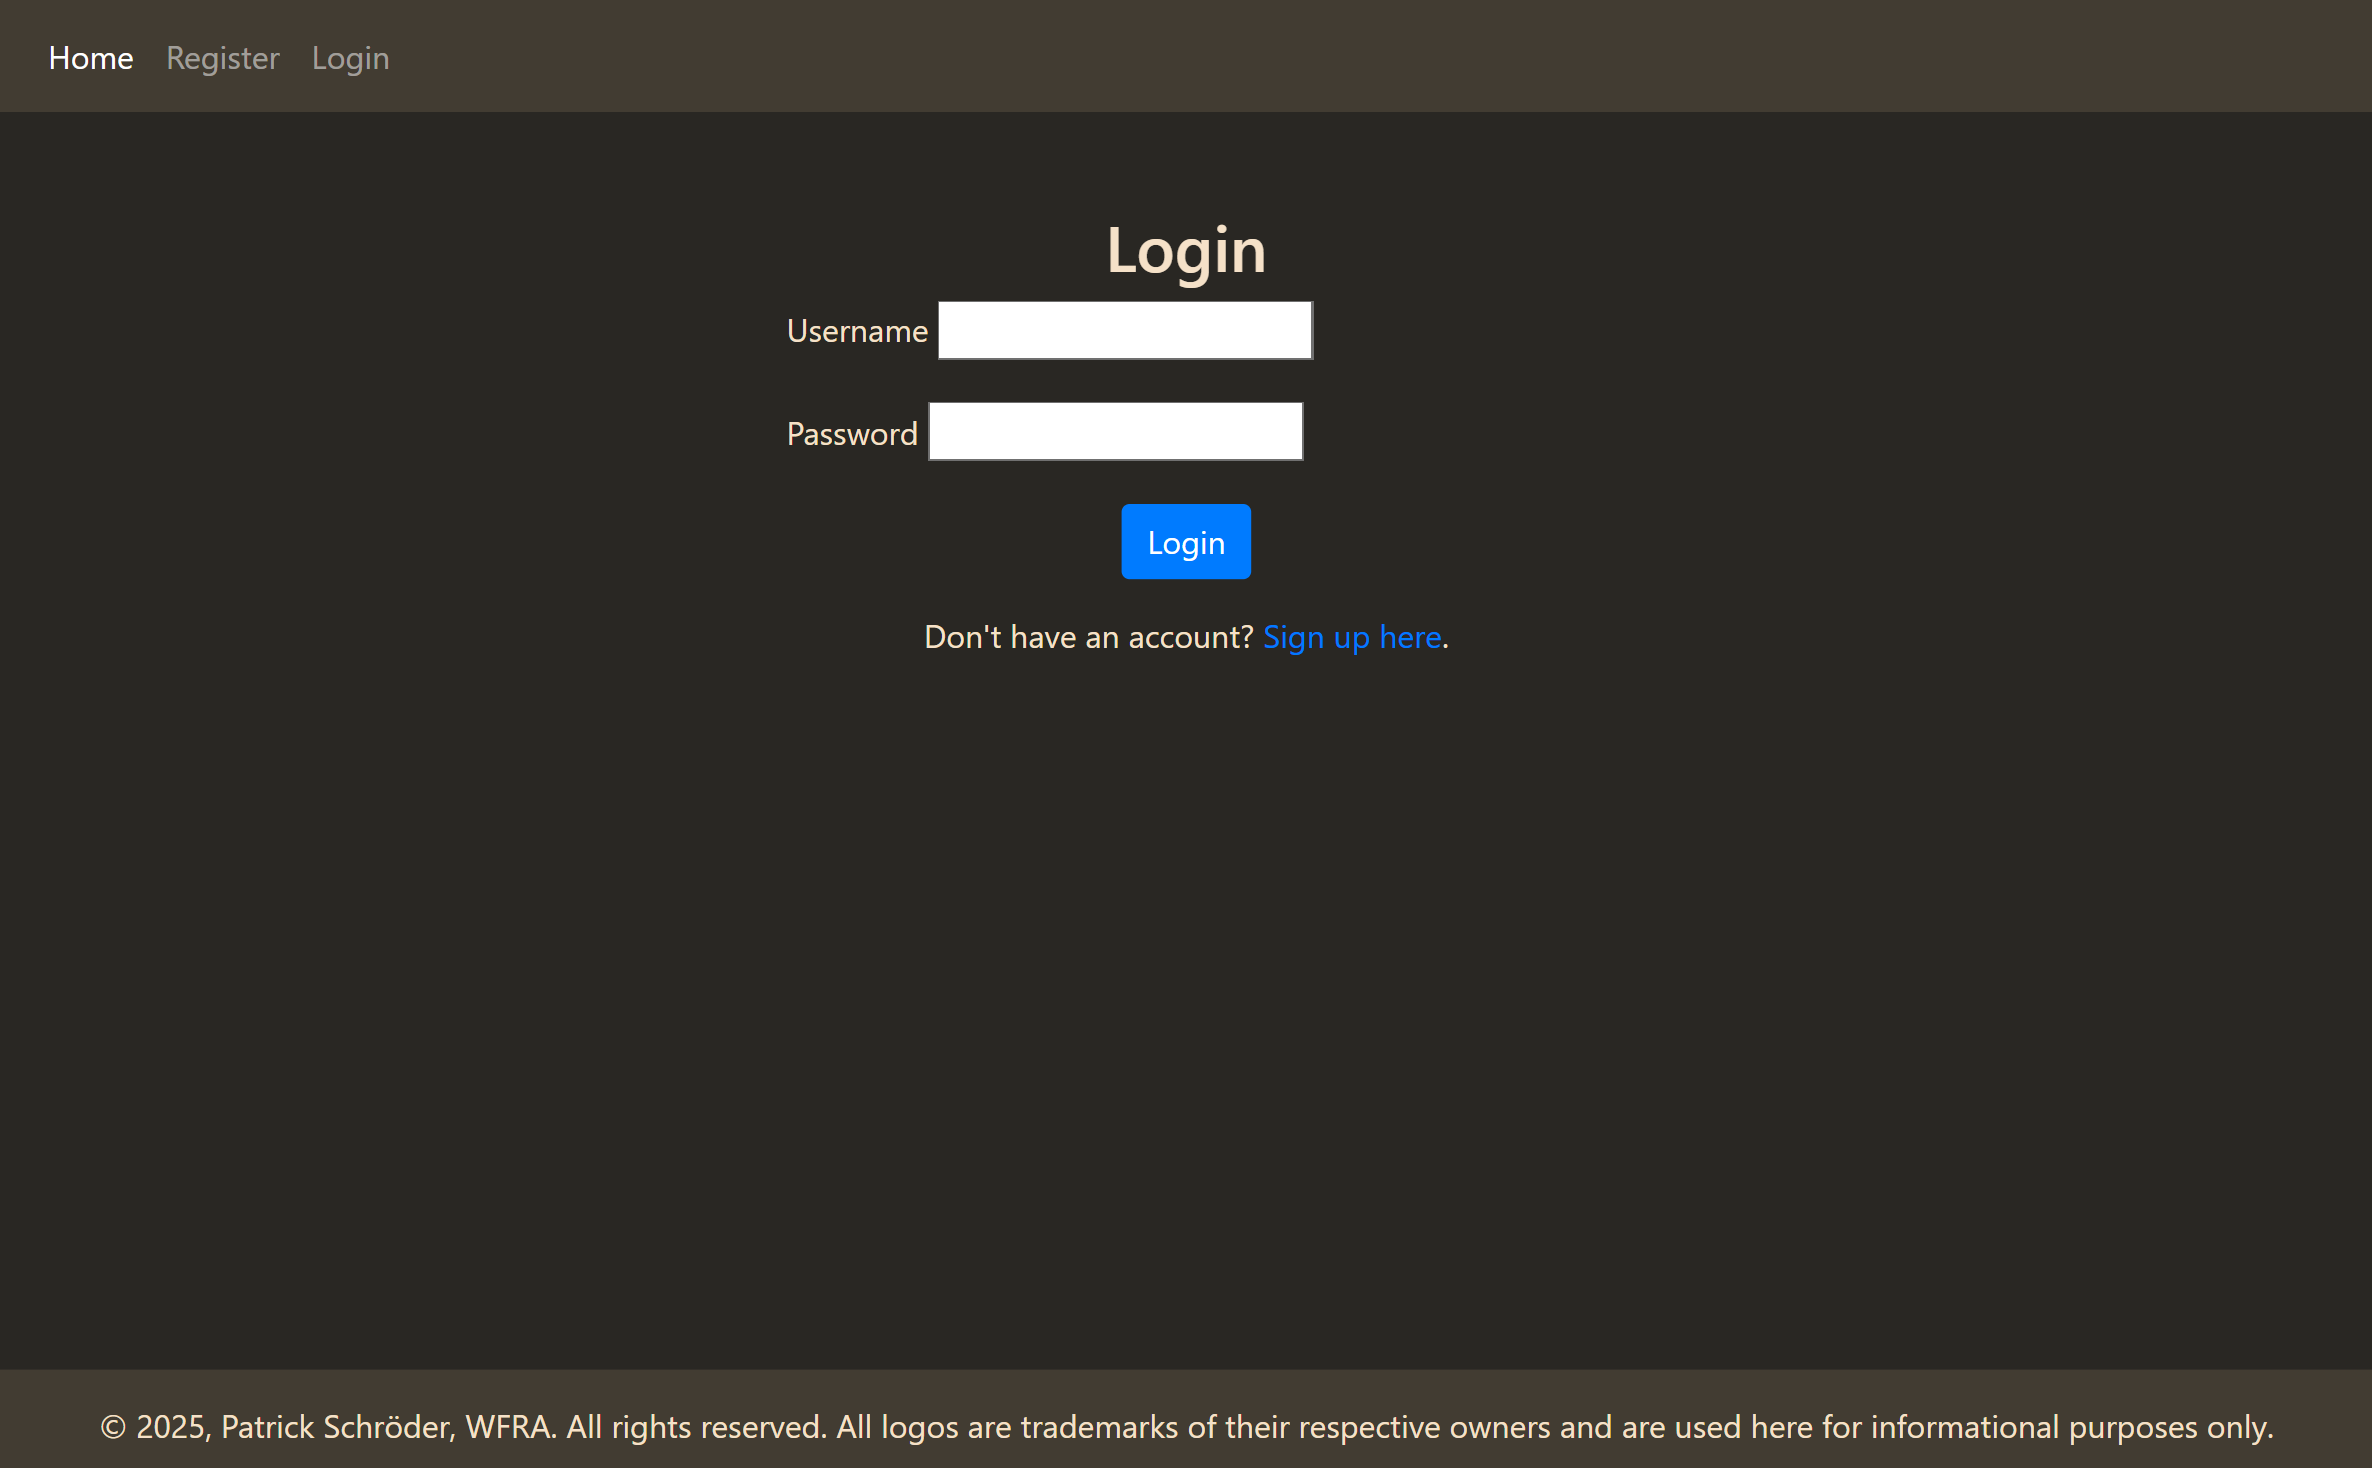 Home Register Login
Login
Username
Password
Login
Don't have an account? Sign up here.
© 2025, Patrick Schröder, WFRA. All rights reserved. All logos are trademarks of their respective owners and are used here for informational purposes only.